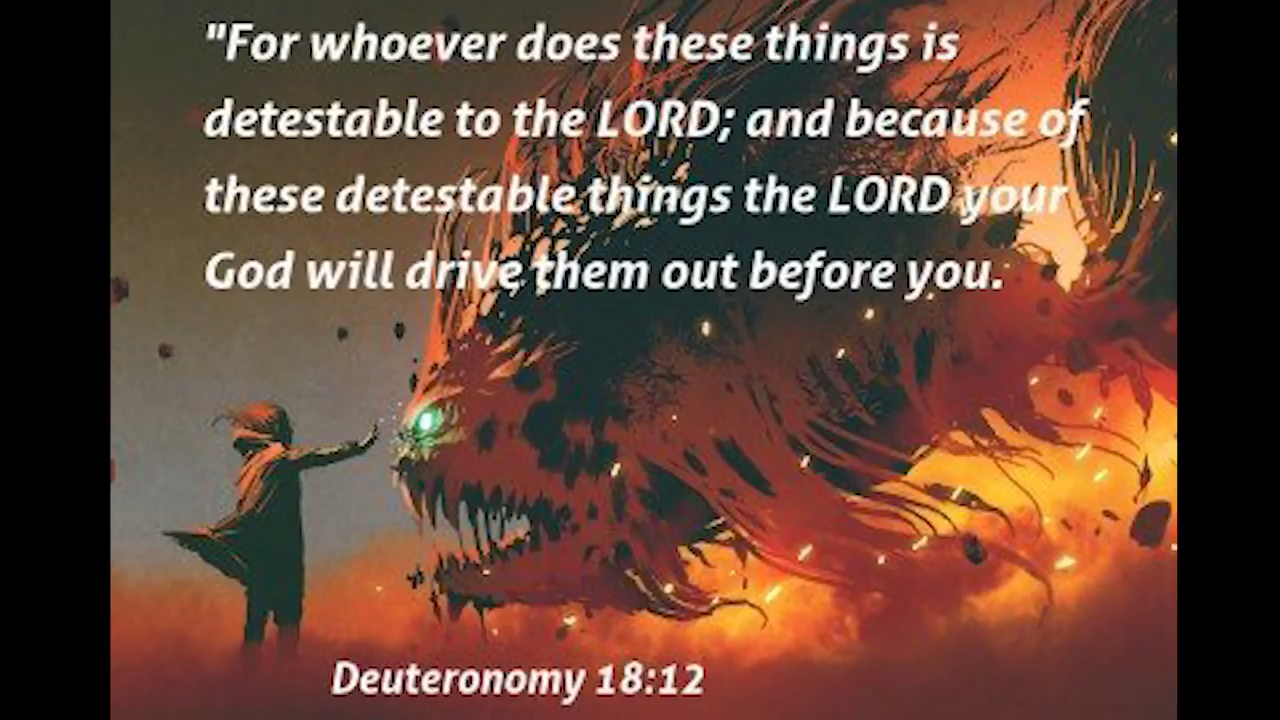 "For whoever does these things is
detestable to the LORD; and because of
these detestable things the LORD your
God will drive them out before you.
Deuteronomy 18:12